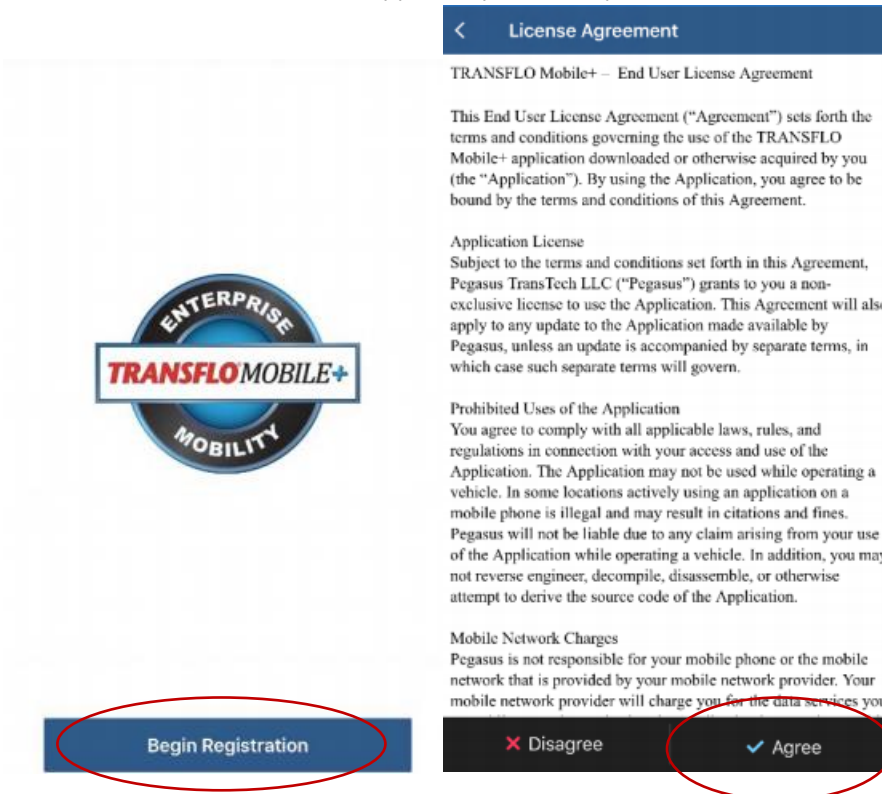 ENTERPRISE
TRANSFLO MOBILE+
MOBILITY
Begin Registration
License Agreement
TRANSFLO Mobile+ – End User License Agreement
This End User License Agreement (“Agreement”) sets forth the
terms and conditions governing the use of the TRANSFLO
Mobile+ application downloaded or otherwise acquired by you
(the “Application”). By using the Application, you agree to be
bound by the terms and conditions of this Agreement.
Application License
Subject to the terms and conditions set forth in this Agreement,
Pegasus TransTech LLC (“Pegasus”) grants to you a non-
exclusive license to use the Application. This Agreement will also
apply to any update to the Application made available by
Pegasus, unless an update is accompanied by separate terms, in
which case such separate terms will govern.
Prohibited Uses of the Application
You agree to comply with all applicable laws, rules, and
regulations in connection with your access and use of the
Application. The Application may not be used while operating a
vehicle. In some locations actively using an application on a
mobile phone is illegal and may result in citations and fines.
Pegasus will not be liable due to any claim arising from your use
of the Application while operating a vehicle. In addition, you may
not reverse engineer, decompile, disassemble, or otherwise
attempt to derive the source code of the Application.
Mobile Network Charges
Pegasus is not responsible for your mobile phone or the mobile
network that is provided by your mobile network provider. Your
mobile network provider will charge you for the data services you
Disagree
Agree